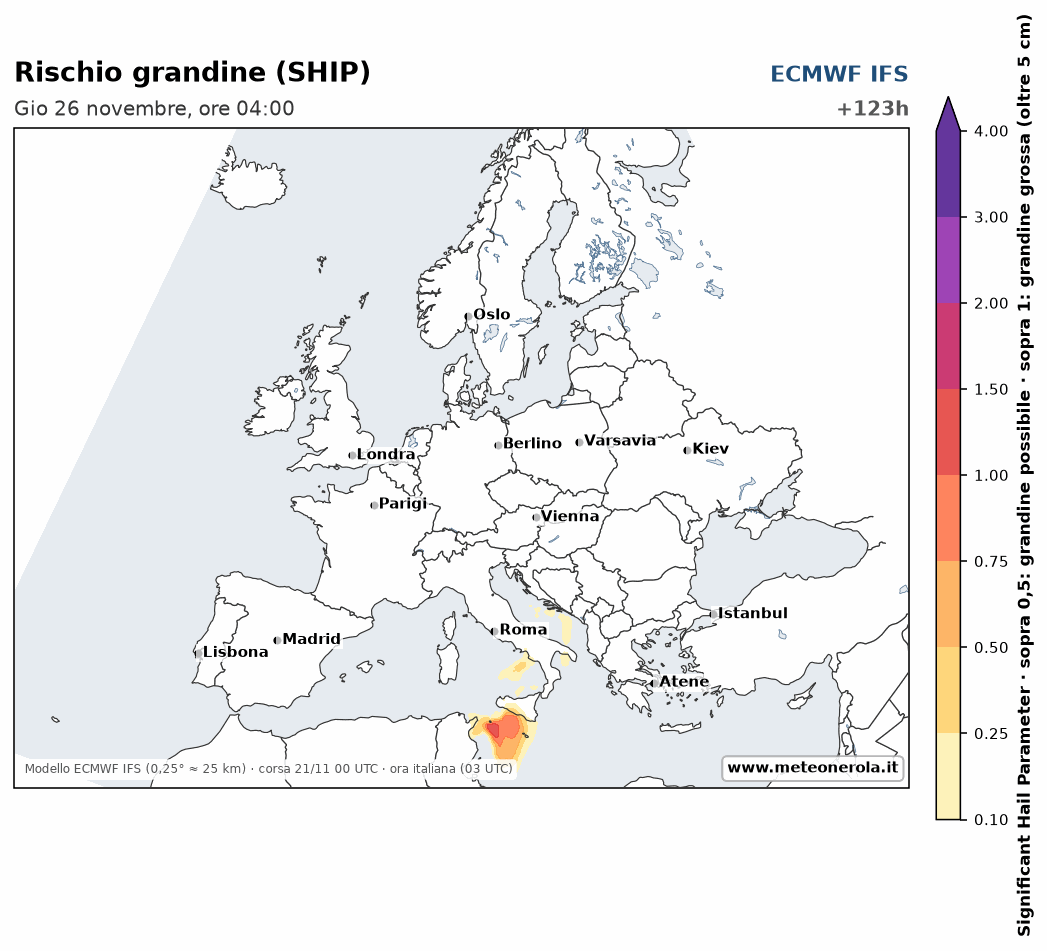 Rischio grandine (SHIP)
ECMWF IFS
Gio 26 novembre, ore 04:00
+123h
Oslo
Londra
Berlino
Varsavia
Kiev
Parigi
Vienna
Istanbul
Roma
Madrid
Lisbona
Atene
Modello ECMWF IFS (0,25° ≈ 25 km) · corsa 21/11 00 UTC · ora italiana (03 UTC)
www.meteonerola.it
4.00
3.00
2.00
1.50
1.00
0.75
0.50
0.25
0.10
Significant Hail Parameter · sopra 0,5: grandine possibile · sopra 1: grandine grossa (oltre 5 cm)